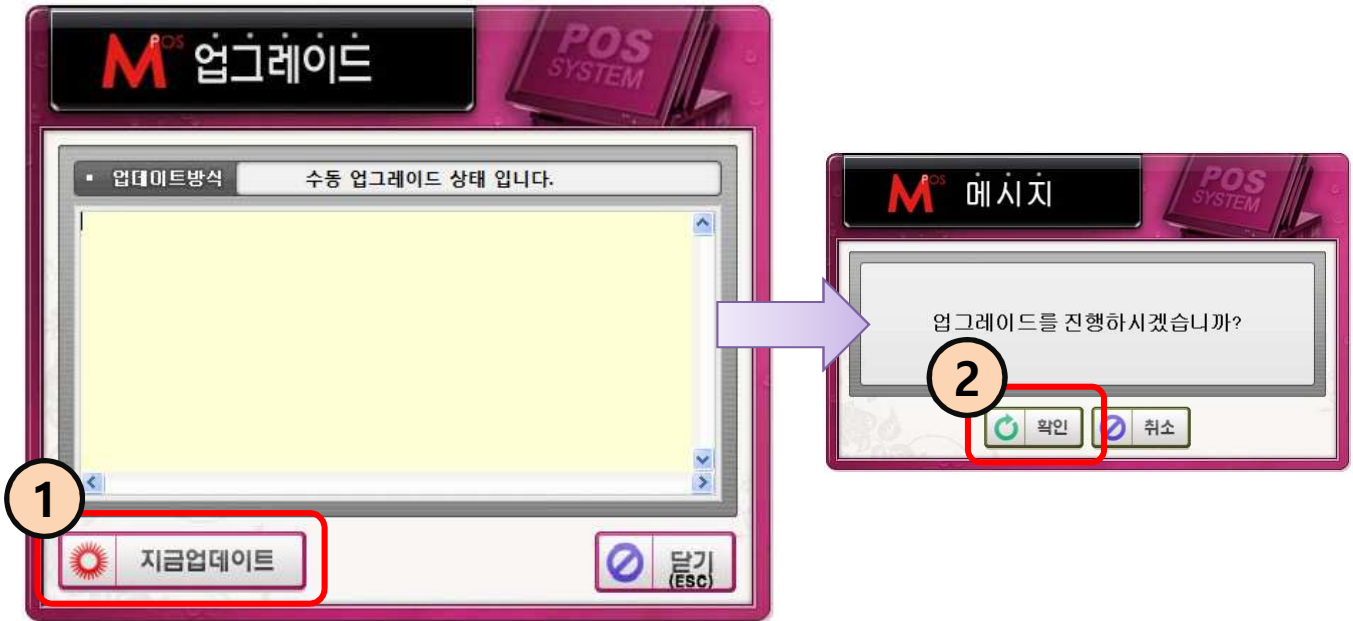 MPOS 업그레이드
POS
SYSTEM
업데이트방식 수동 업그레이드 상태 입니다.
1
지금업데이트
닫기
(ESC)
MPOS 메시지
POS
SYSTEM
업그레이드를 진행하시겠습니까?
2
확인 취소